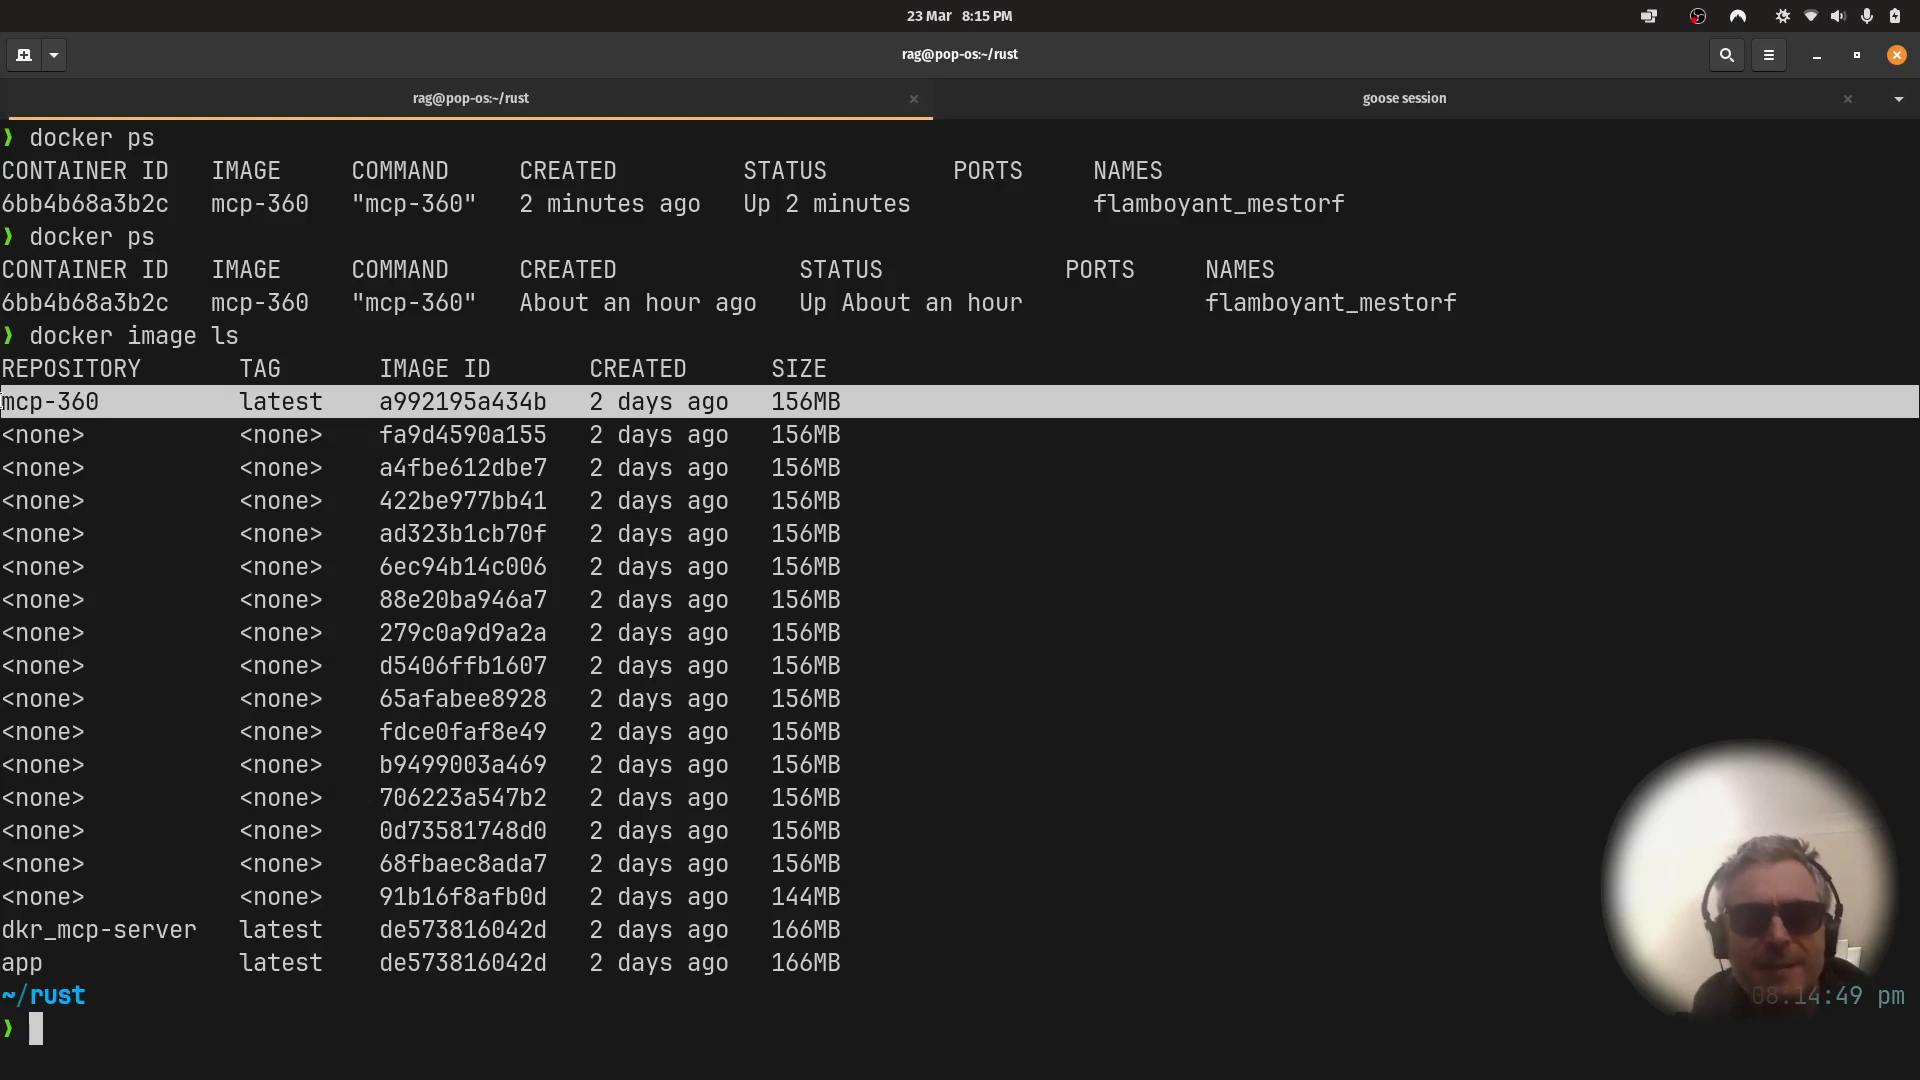 23 Mar 8:15 PM
rag@pop-os:~/rust
rag@pop-os:~/rust
goose session
❯ docker ps
CONTAINER ID IMAGE COMMAND CREATED STATUS PORTS NAMES
6bb4b68a3b2c mcp-360 "mcp-360" 2 minutes ago Up 2 minutes flamboyant_mestorf
❯ docker ps
CONTAINER ID IMAGE COMMAND CREATED STATUS PORTS NAMES
6bb4b68a3b2c mcp-360 "mcp-360" About an hour ago Up About an hour flamboyant_mestorf
❯ docker image ls
REPOSITORY TAG IMAGE ID CREATED SIZE
mcp-360 latest a992195a434b 2 days ago 156MB
<none> <none> fa9d4590a155 2 days ago 156MB
<none> <none> a4fbe612dbe7 2 days ago 156MB
<none> <none> 422be977bb41 2 days ago 156MB
<none> <none> ad323b1cb70f 2 days ago 156MB
<none> <none> 6ec94b14c006 2 days ago 156MB
<none> <none> 88e20ba946a7 2 days ago 156MB
<none> <none> 279c0a9d9a2a 2 days ago 156MB
<none> <none> d5406ffb1607 2 days ago 156MB
<none> <none> 65afabee8928 2 days ago 156MB
<none> <none> fdce0faf8e49 2 days ago 156MB
<none> <none> b9499003a469 2 days ago 156MB
<none> <none> 706223a547b2 2 days ago 156MB
<none> <none> 0d73581748d0 2 days ago 156MB
<none> <none> 68fbaec8ada7 2 days ago 156MB
<none> <none> 91b16f8afb0d 2 days ago 144MB
dkr_mcp-server latest de573816042d 2 days ago 166MB
app latest de573816042d 2 days ago 166MB
~/rust 08:14:49 pm
❯